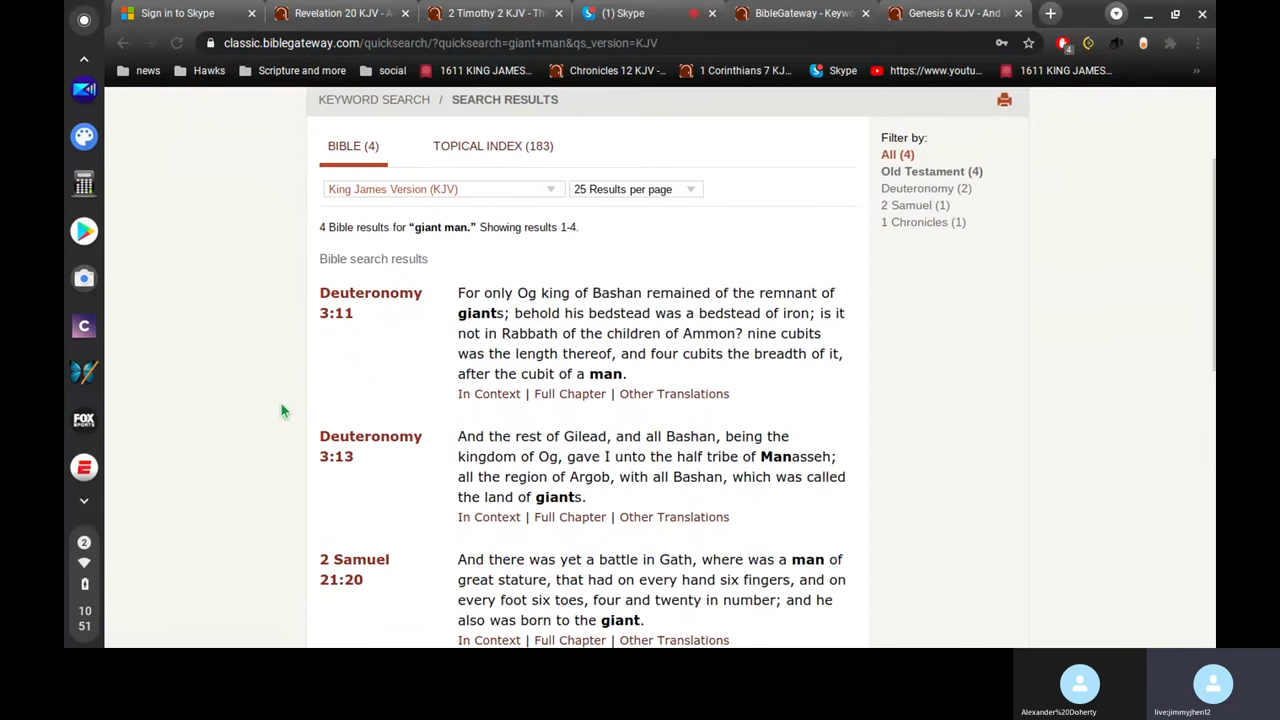 Sign in to Skype
Revelation 20 KJV - A
2 Timothy 2 KJV - Th
(1) Skype
BibleGateway - Keywo
Genesis 6 KJV - And
classic.biblegateway.com/quicksearch/?quicksearch=giant+man&qs_version=KJV
4
news
Hawks
Scripture and more
social
1611 KING JAMES...
Chronicles 12 KJV -...
1 Corinthians 7 KJ...
Skype
https://www.youtu...
1611 KING JAMES...
»
KEYWORD SEARCH / SEARCH RESULTS
BIBLE (4)
TOPICAL INDEX (183)
King James Version (KJV)
25 Results per page
4 Bible results for “giant man.” Showing results 1-4.
Bible search results
Deuteronomy
3:11
For only Og king of Bashan remained of the remnant of
giants; behold his bedstead was a bedstead of iron; is it
not in Rabbath of the children of Ammon? nine cubits
was the length thereof, and four cubits the breadth of it,
after the cubit of a man.
In Context | Full Chapter | Other Translations
Deuteronomy
3:13
And the rest of Gilead, and all Bashan, being the
kingdom of Og, gave I unto the half tribe of Manasseh;
all the region of Argob, with all Bashan, which was called
the land of giants.
In Context | Full Chapter | Other Translations
2 Samuel
21:20
And there was yet a battle in Gath, where was a man of
great stature, that had on every hand six fingers, and on
every foot six toes, four and twenty in number; and he
also was born to the giant.
In Context | Full Chapter | Other Translations
Filter by:
All (4)
Old Testament (4)
Deuteronomy (2)
2 Samuel (1)
1 Chronicles (1)
C
FOX
SPORTS
E
2
10
51
Alexander%20Doherty
live:jimmyjhen12